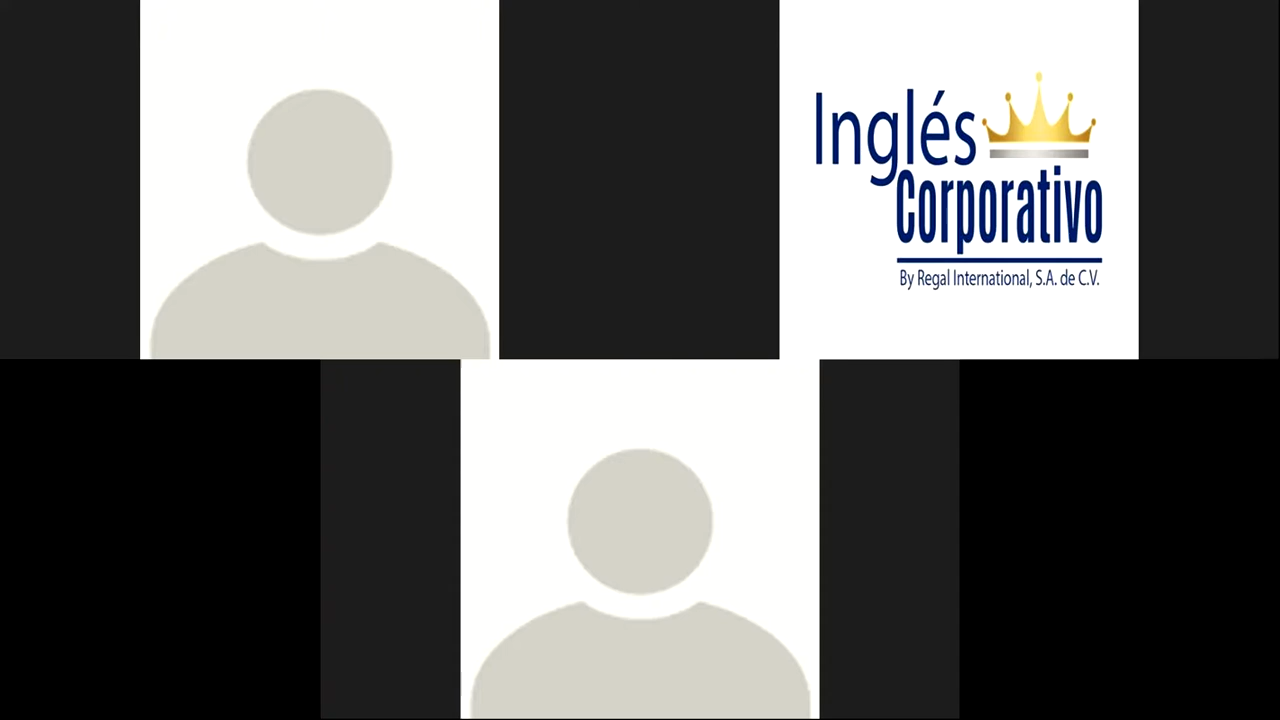 Inglés
Corporativo
By Regal International, S.A. de C.V.